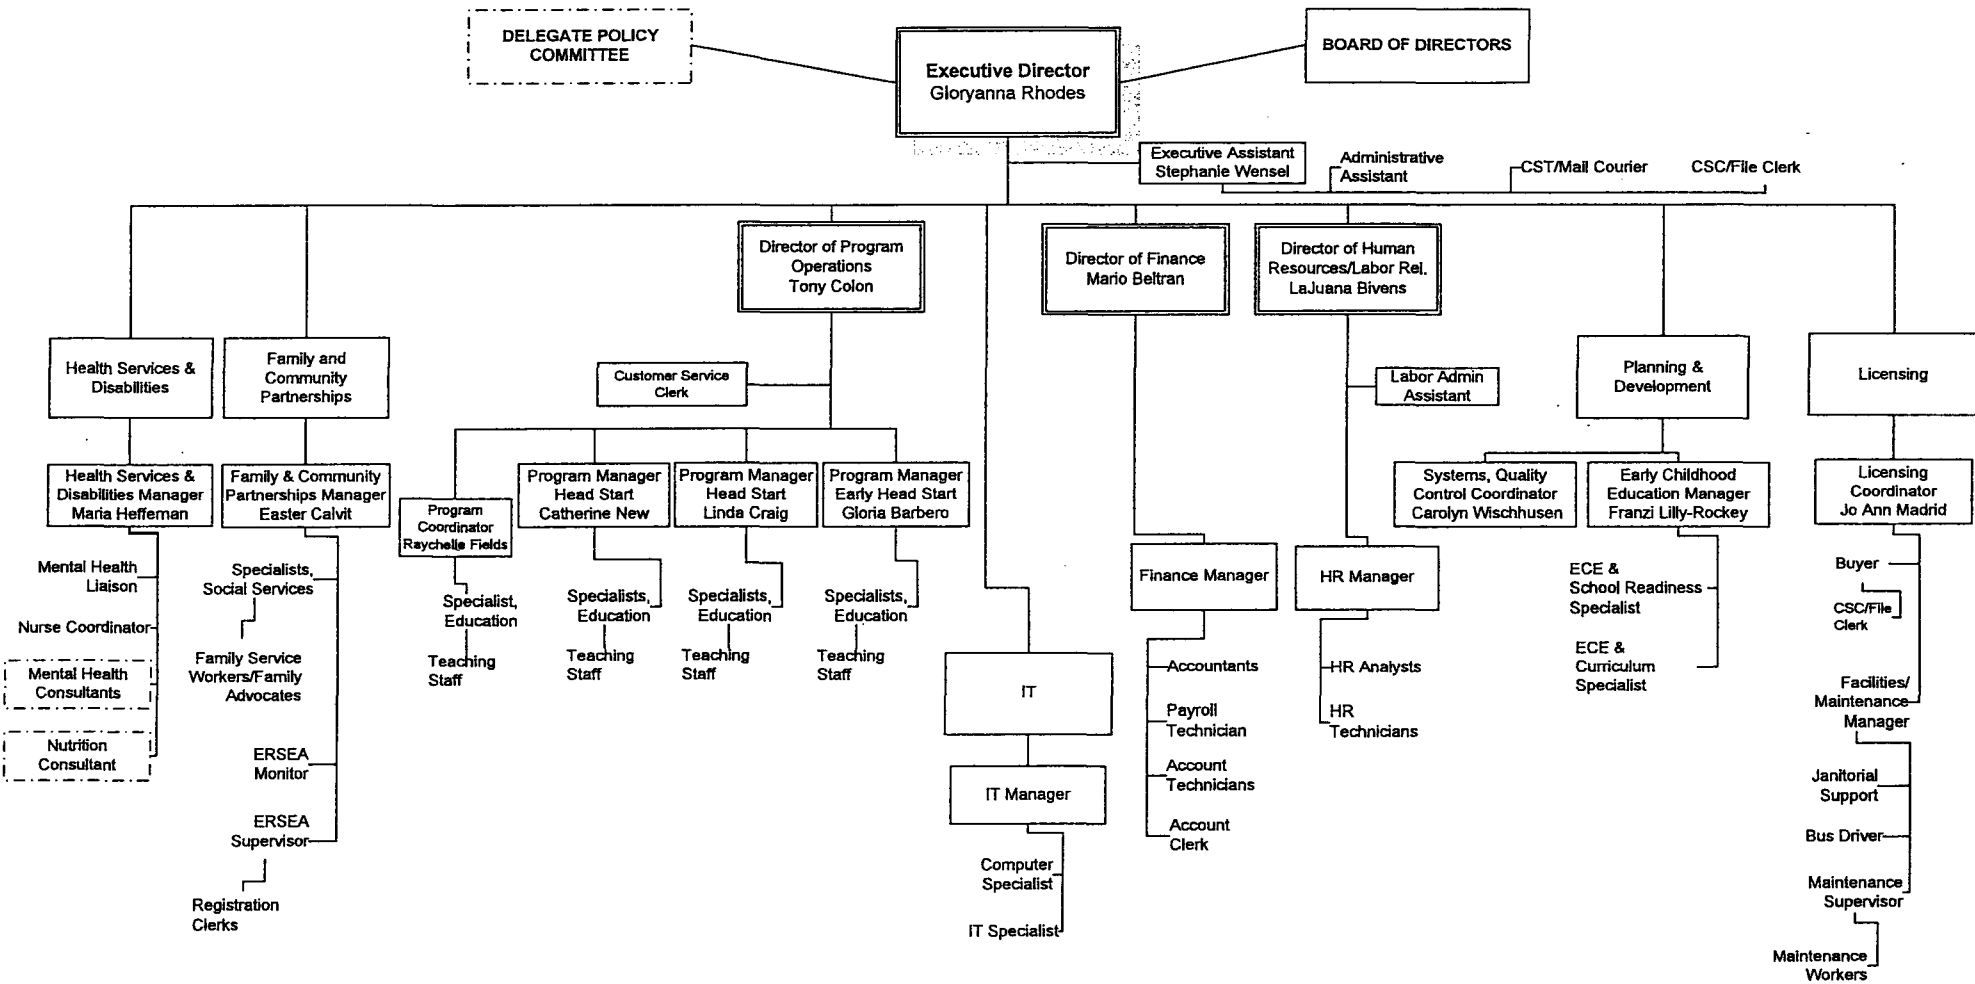 DELEGATE POLICY
COMMITTEE
Executive Director
Gloryanna Rhodes
BOARD OF DIRECTORS
Executive Assistant
Stephanie Wensel
Administrative
Assistant
CST/Mail Courier
CSC/File Clerk
Director of Program
Operations
Tony Colon
Director of Finance
Mario Beltran
Director of Human
Resources/Labor Rel.
LaJuana Bivens
Health Services &
Disabilities
Family and
Community
Partnerships
Customer Service
Clerk
Labor Admin
Assistant
Planning &
Development
Licensing
Health Services &
Disabilities Manager
Maria Heffernan
Family & Community
Partnerships Manager
Easter Calvit
Program
Coordinator
Raychelle Fields
Program Manager
Head Start
Catherine New
Program Manager
Head Start
Linda Craig
Program Manager
Early Head Start
Gloria Barbero
Systems, Quality
Control Coordinator
Carolyn Wischhusen
Early Childhood
Education Manager
Franzi Lilly-Rockey
Licensing
Coordinator
Jo Ann Madrid
Mental Health
Liaison
Nurse Coordinator
Mental Health
Consultants
Nutrition
Consultant
Specialists,
Social Services
Family Service
Workers/Family
Advocates
ERSEA
Monitor
ERSEA
Supervisor
Registration
Clerks
Specialist,
Education
Teaching
Staff
Specialists,
Education
Teaching
Staff
Specialists,
Education
Teaching
Staff
Specialists,
Education
Teaching
Staff
IT
IT Manager
Computer
Specialist
IT Specialist
Finance Manager
Accountants
Payroll
Technician
Account
Technicians
Account
Clerk
HR Manager
HR Analysts
HR
Technicians
ECE &
School Readiness
Specialist
ECE &
Curriculum
Specialist
Buyer
CSC/File
Clerk
Facilities/
Maintenance
Manager
Janitorial
Support
Bus Driver
Maintenance
Supervisor
Maintenance
Workers